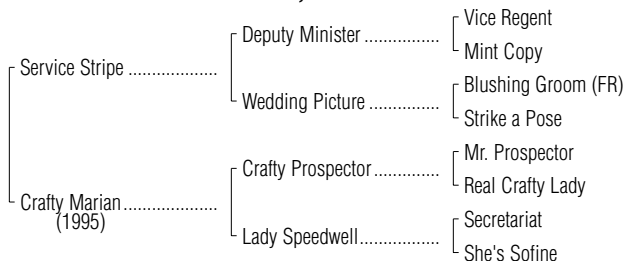 Vice Regent
Deputy Minister ................
Mint Copy
Service Stripe ...................
Blushing Groom (FR)
Wedding Picture ...............
Strike a Pose
Mr. Prospector
Crafty Prospector..............
Real Crafty Lady
Crafty Marian....................
(1995)
Secretariat
Lady Speedwell.................
She's Sofine